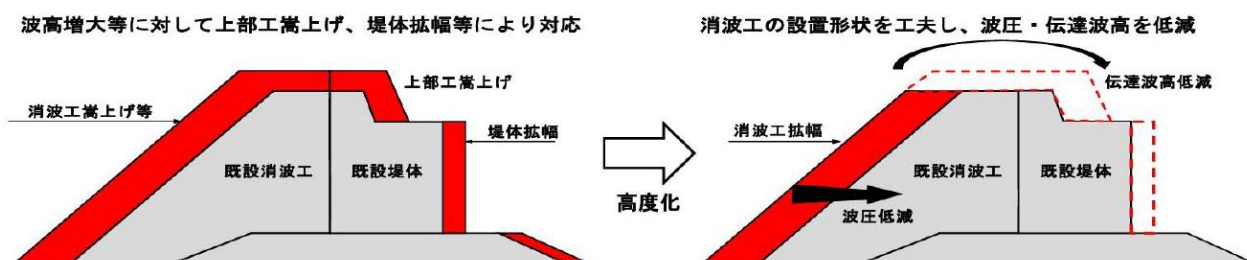 波高増大等に対して上部工嵩上げ、堤体拡幅等により対応
上部工嵩上げ
消波工嵩上げ等
堤体拡幅
既設消波工
既設堤体
高度化
消波工の設置形状を工夫し、波圧・伝達波高を低減
伝達波高低減
消波工拡幅
既設消波工
既設堤体
波圧低減